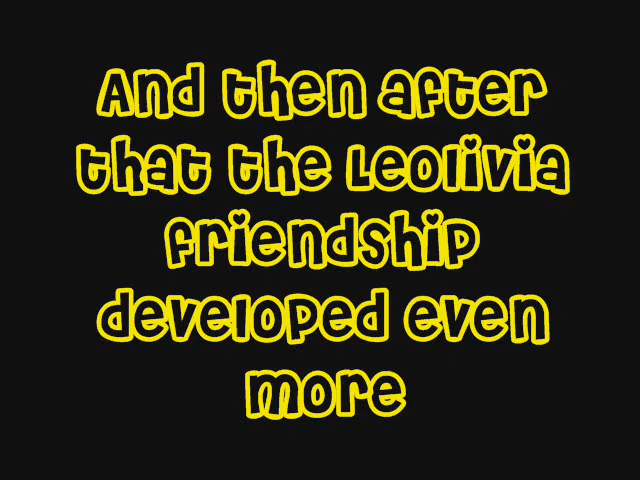 And then after
that the Leolivia
friendship
developed even
more